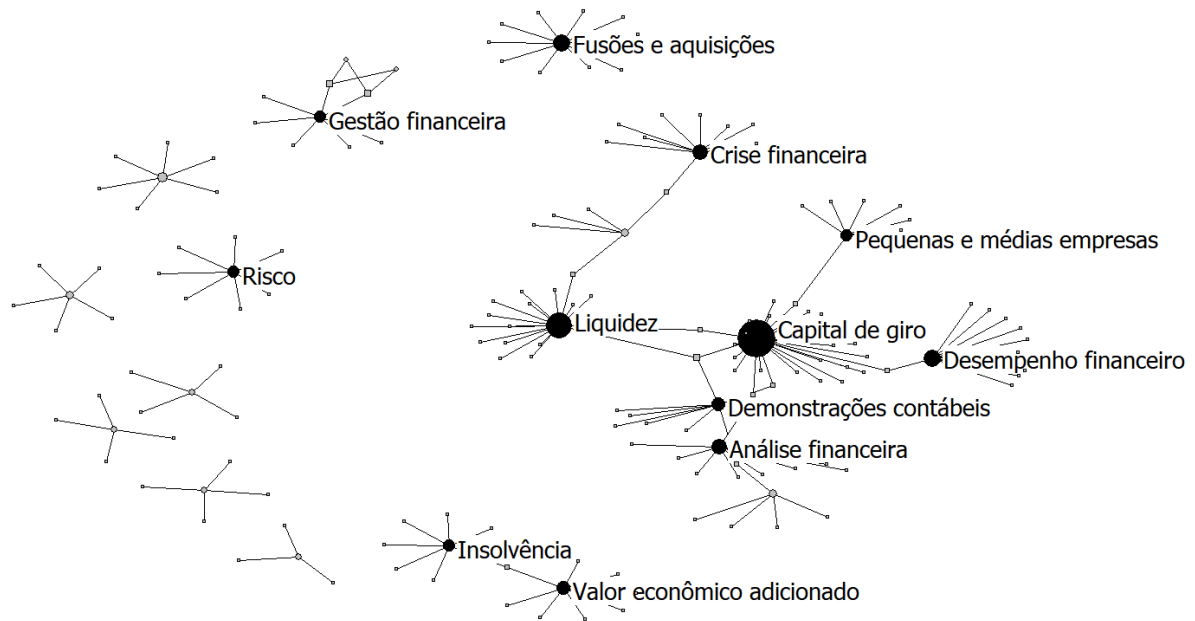 Fusões e aquisições
Gestão financeira
Crise financeira
Pequenas e médias empresas
Risco
Liquidez
Capital de giro
Desempenho financeiro
Demonstrações contábeis
Análise financeira
Insolvência
Valor econômico adicionado